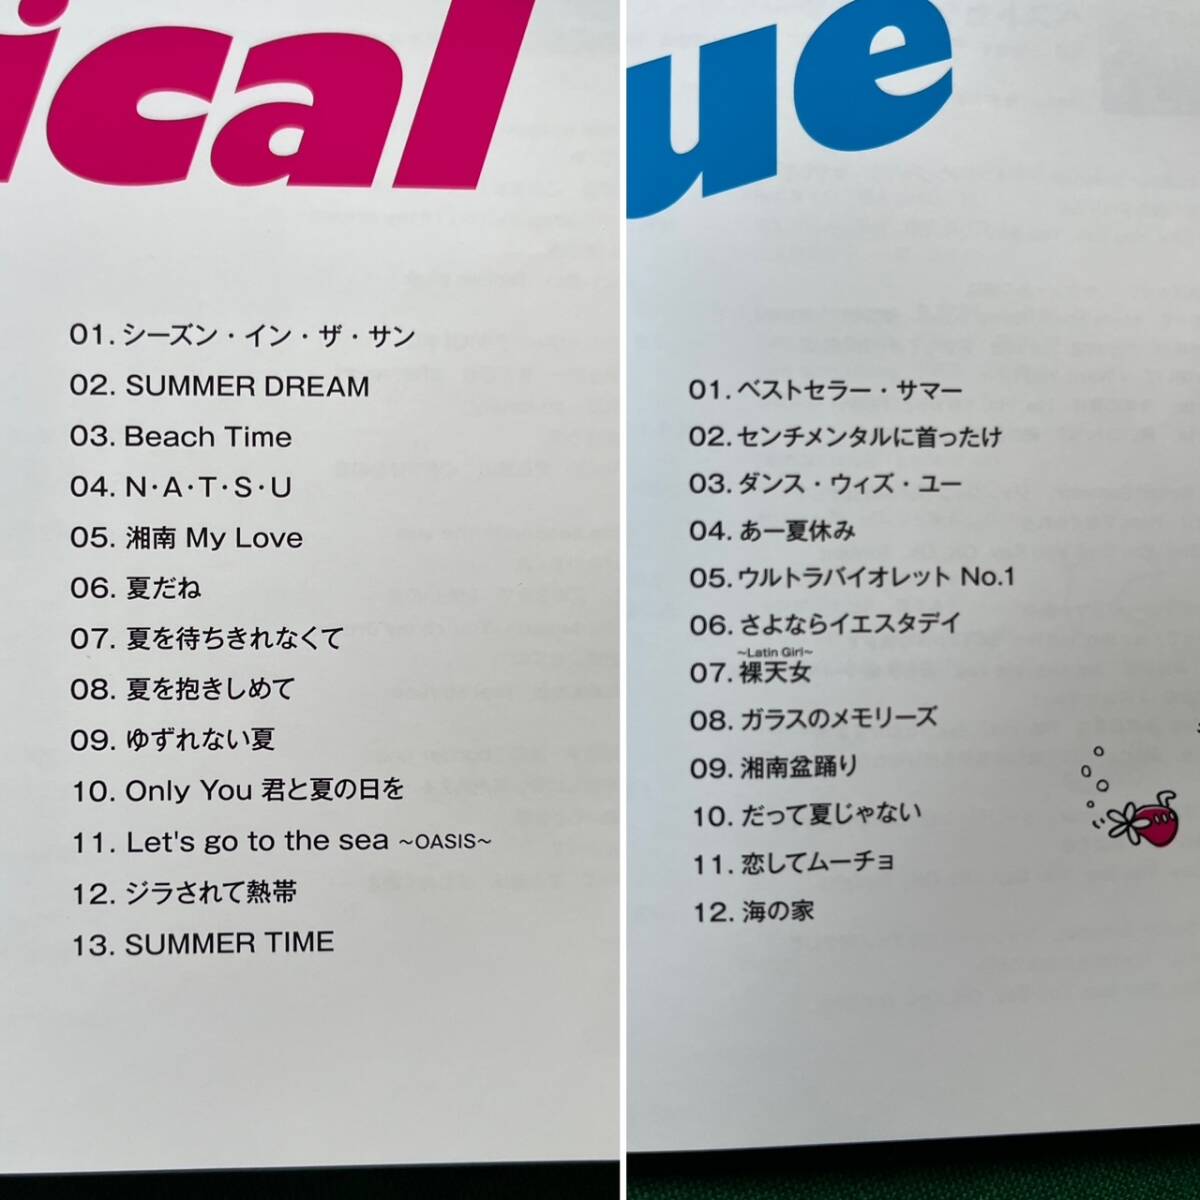 ical
01. シーズン・イン・ザ・サン
02. SUMMER DREAM
03. Beach Time
04. N・A・T・S・U
05. 湘南 My Love
06. 夏だね
07. 夏を待ちきれなくて
08. 夏を抱きしめて
09. ゆずれない夏
10. Only You 君と夏の日を
11. Let's go to the sea ~OASIS~
12. ジラされて熱帯
13. SUMMER TIME
ue
01. ベストセラー・サマー
02. センチメンタルに首ったけ
03. ダンス・ウィズ・ユー
04. あー夏休み
05. ウルトラバイオレット No.1
06. さよならイエスタデイ
~Latin Girl~
07. 裸天女
08. ガラスのメモリーズ
09. 湘南盆踊り
10. だって夏じゃない
11. 恋してムーチョ
12. 海の家